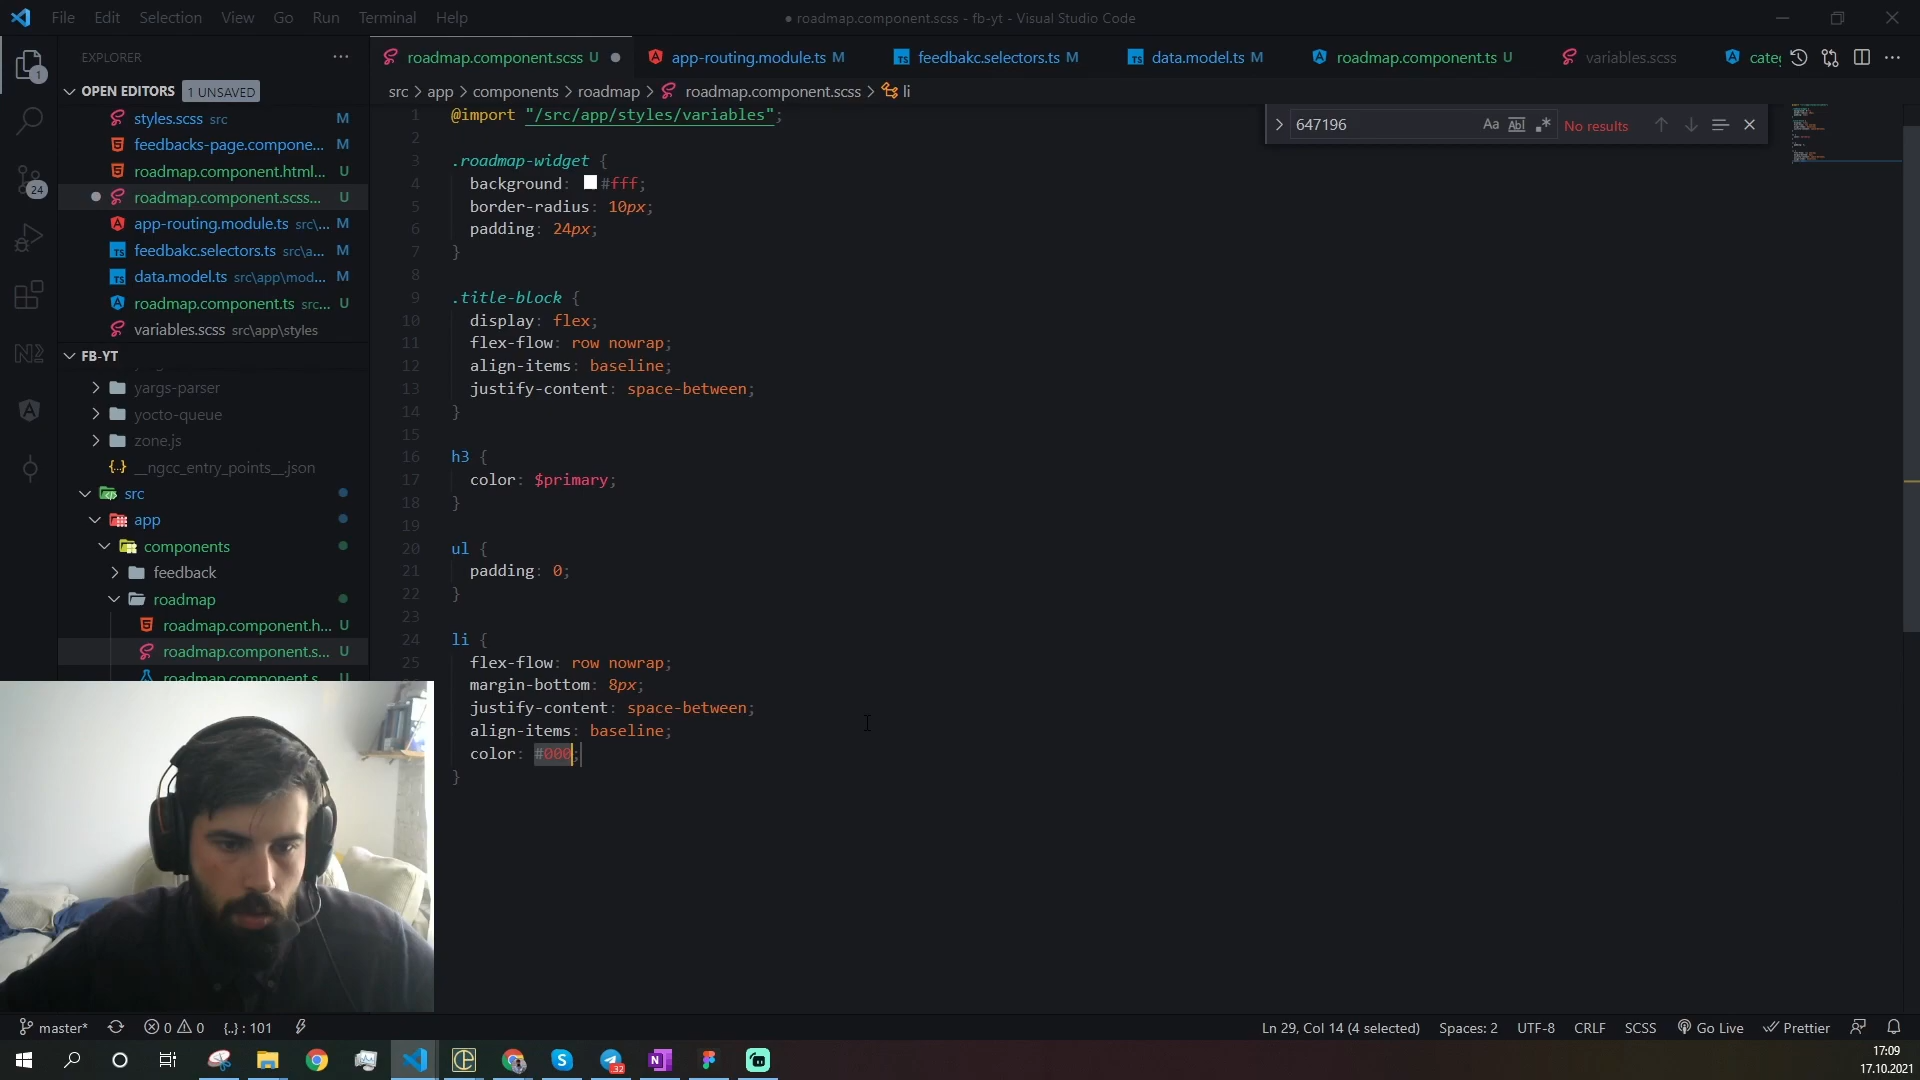 File Edit Selection View Go Run Terminal Help
● roadmap.component.scss - fb-yt - Visual Studio Code
EXPLORER
roadmap.component.scss U
app-routing.module.ts M
feedbakc.selectors.ts M
data.model.ts M
roadmap.component.ts U
variables.scss
cate
OPEN EDITORS 1 UNSAVED
styles.scss src M
feedbacks-page.compone... M
roadmap.component.html... U
roadmap.component.scss... U
app-routing.module.ts src\... M
feedbakc.selectors.ts src\a... M
data.model.ts src\app\mod... M
roadmap.component.ts src... U
variables.scss src\app\styles
FB-YT
yargs-parser
yocto-queue
zone.js
__ngcc_entry_points__.json
src
app
components
feedback
roadmap
roadmap.component.h... U
roadmap.component.s... U
roadmap.component.s... U
src > app > components > roadmap > roadmap.component.scss > li
647196
No results
1 @import "/src/app/styles/variables";
2
3 .roadmap-widget {
4 background: #fff;
5 border-radius: 10px;
6 padding: 24px;
7 }
8
9 .title-block {
10 display: flex;
11 flex-flow: row nowrap;
12 align-items: baseline;
13 justify-content: space-between;
14 }
15
16 h3 {
17 color: $primary;
18 }
19
20 ul {
21 padding: 0;
22 }
23
24 li {
25 flex-flow: row nowrap;
margin-bottom: 8px;
justify-content: space-between;
align-items: baseline;
color: #000;
}
master* 0 0 {..} : 101
Ln 29, Col 14 (4 selected) Spaces: 2 UTF-8 CRLF SCSS Go Live Prettier
17:09
17.10.2021